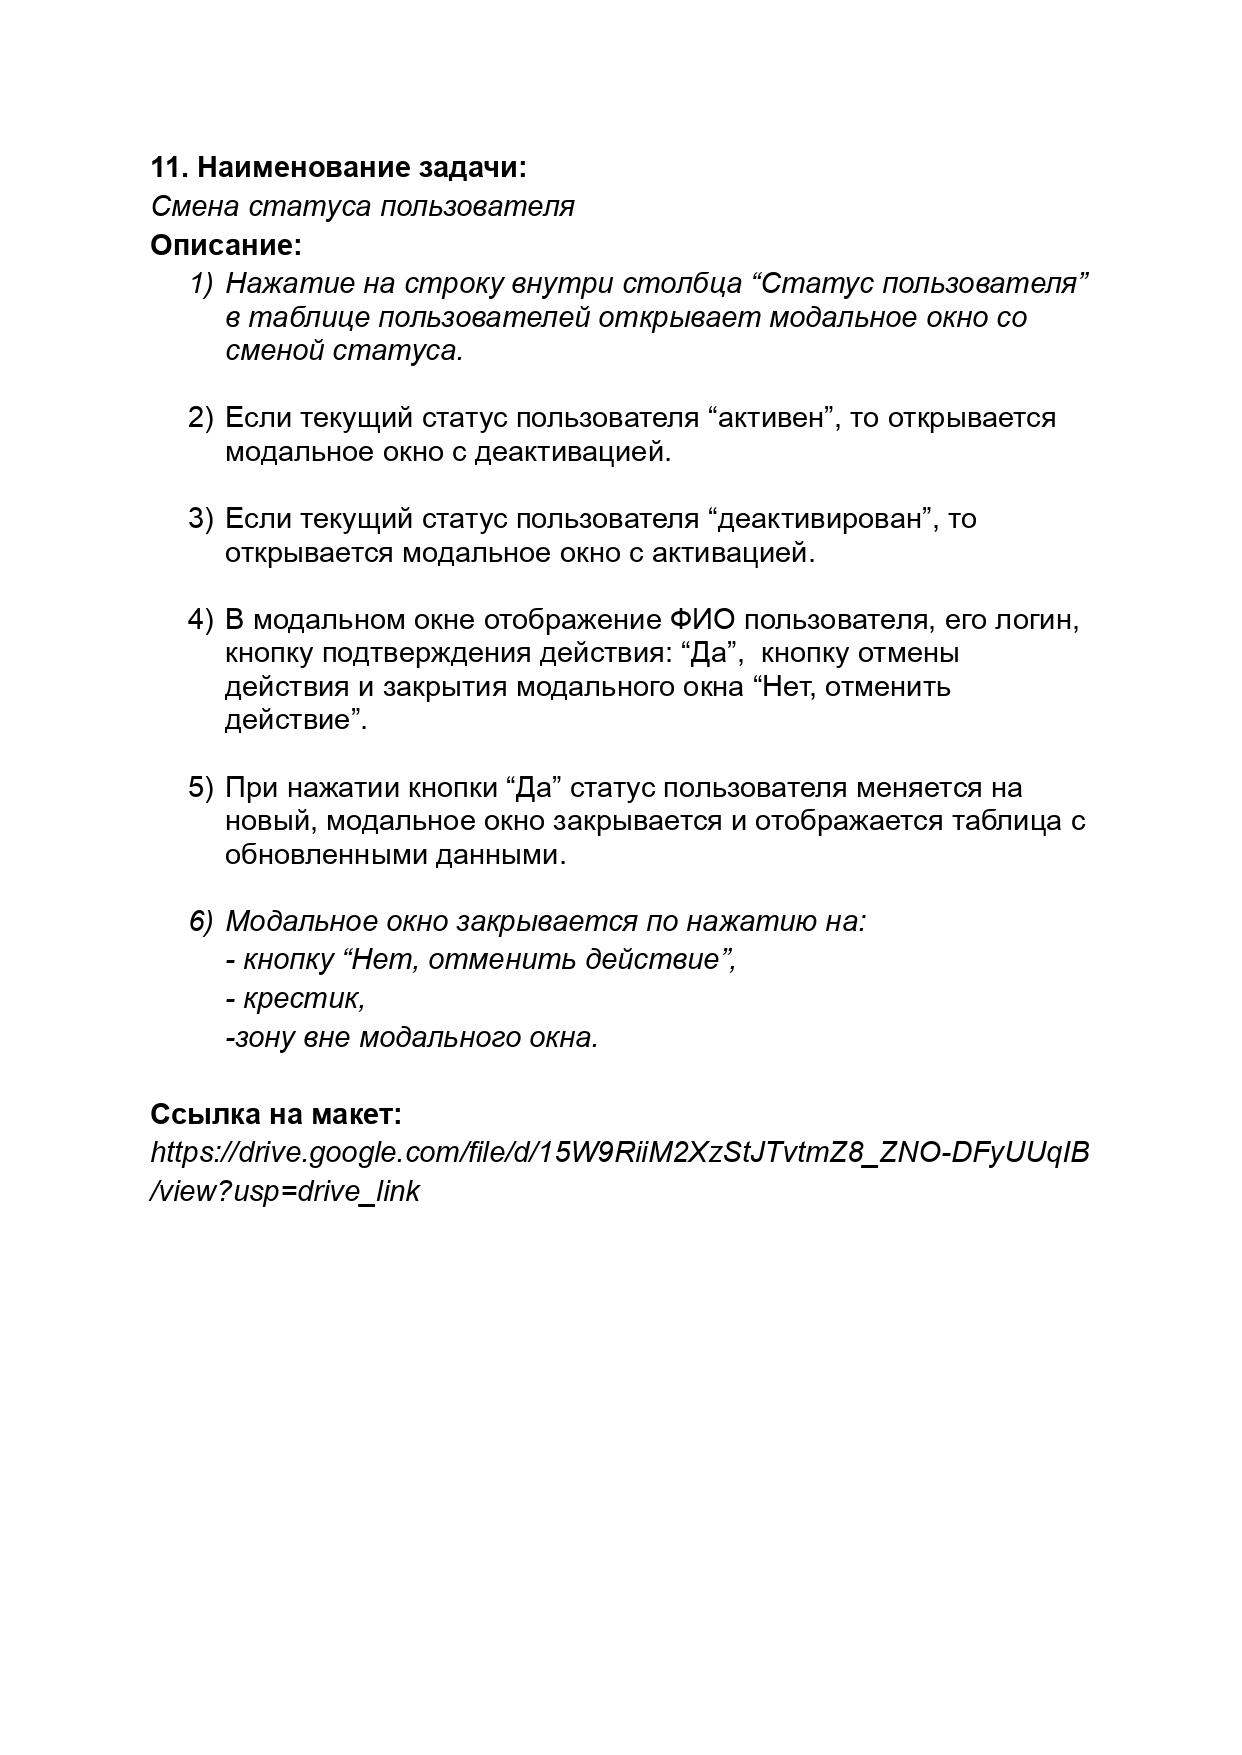 11. Наименование задачи:
Смена статуса пользователя
Описание:
1) Нажатие на строку внутри столбца “Статус пользователя”
в таблице пользователей открывает модальное окно со
сменой статуса.
2) Если текущий статус пользователя “активен”, то открывается
модальное окно с деактивацией.
3) Если текущий статус пользователя “деактивирован”, то
открывается модальное окно с активацией.
4) В модальном окне отображение ФИО пользователя, его логин,
кнопку подтверждения действия: “Да”,  кнопку отмены
действия и закрытия модального окна “Нет, отменить
действие”.
5) При нажатии кнопки “Да” статус пользователя меняется на
новый, модальное окно закрывается и отображается таблица с
обновленными данными.
6) Модальное окно закрывается по нажатию на:
- кнопку “Нет, отменить действие”,
- крестик,
-зону вне модального окна.
Ссылка на макет:
https://drive.google.com/file/d/15W9RiiM2XzStJTvtmZ8_ZNO-DFyUUqIB
/view?usp=drive_link